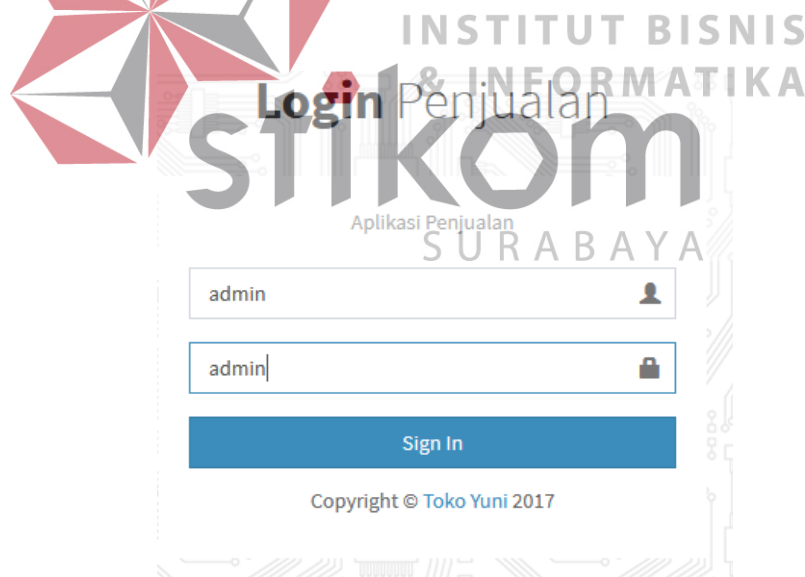 INSTITUT BISNIS
& INFORMATIKA
Login Penjualan
stikom
Aplikasi Penjualan
SURABAYA
admin
admin
Sign In
Copyright © Toko Yuni 2017